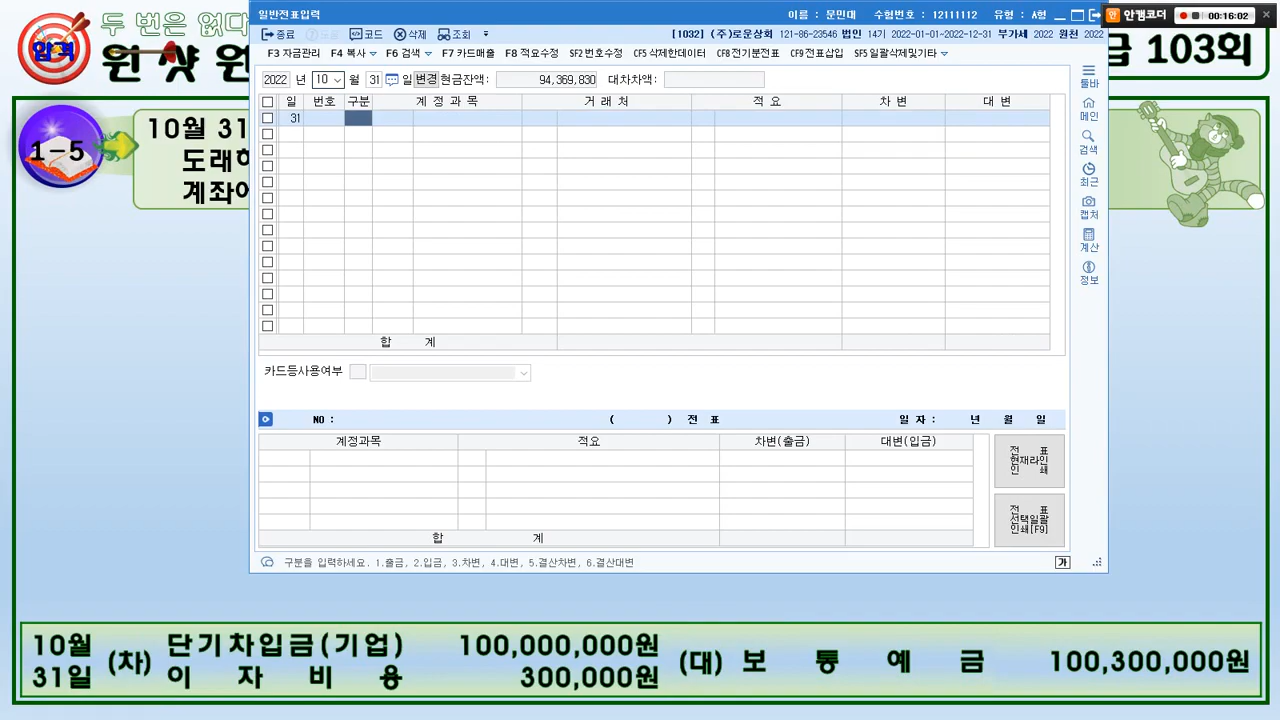 두 번은 없다
합격
원 샷 원
급 103회
1-5
10월 31
도래하
계좌에
일반전표입력
이름 : 문민대 수험번호 : 12111112 유형 : A형
안캠코더 00:16:02
종료 도움 코드 삭제 조회
[1032] (주)로운상회 121-86-23546 법인 14기 2022-01-01~2022-12-31 부가세 2022 원천 2022
F3 자금관리 F4 복사 F6 검색 F7 카드매출 F8 적요수정 SF2 번호수정 CF5 삭제한데이터 CF8 기본전표 CF9 전표삽입 SF5 일괄삭제및기타
2022 년 10 월 31 일 변경 현금잔액: 94,369,630 대차차액:
일 번호 구분 계 정 과 목 거 래 처 적 요 차 변 대 변
31
합 계
카드등사용여부
NO : ( ) 전 표 일 자 : 년 월 일
계정과목 적요 차변(출금) 대변(입금)
합 계
전 표
현재라인
인 쇄
전 표
선택일괄
인쇄[F9]
구분을 입력하세요. 1.출금, 2.입금, 3.차변, 4.대변, 5.결산차변, 6.결산대변
가
툴바
메인
검색
최근
캡처
계산
정보
10월 31일 (차) 단기차입금(기업) 100,000,000원 (대) 보 통 예 금 100,300,000원
이 자 비 용 300,000원